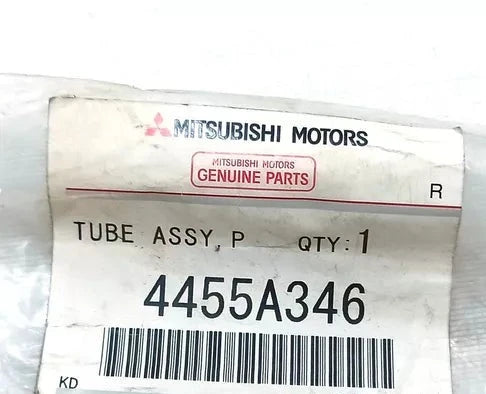 MITSUBISHI MOTORS
MITSUBISHI MOTORS
GENUINE PARTS
R
TUBE ASSY, P QTY:1
4455A346
KD